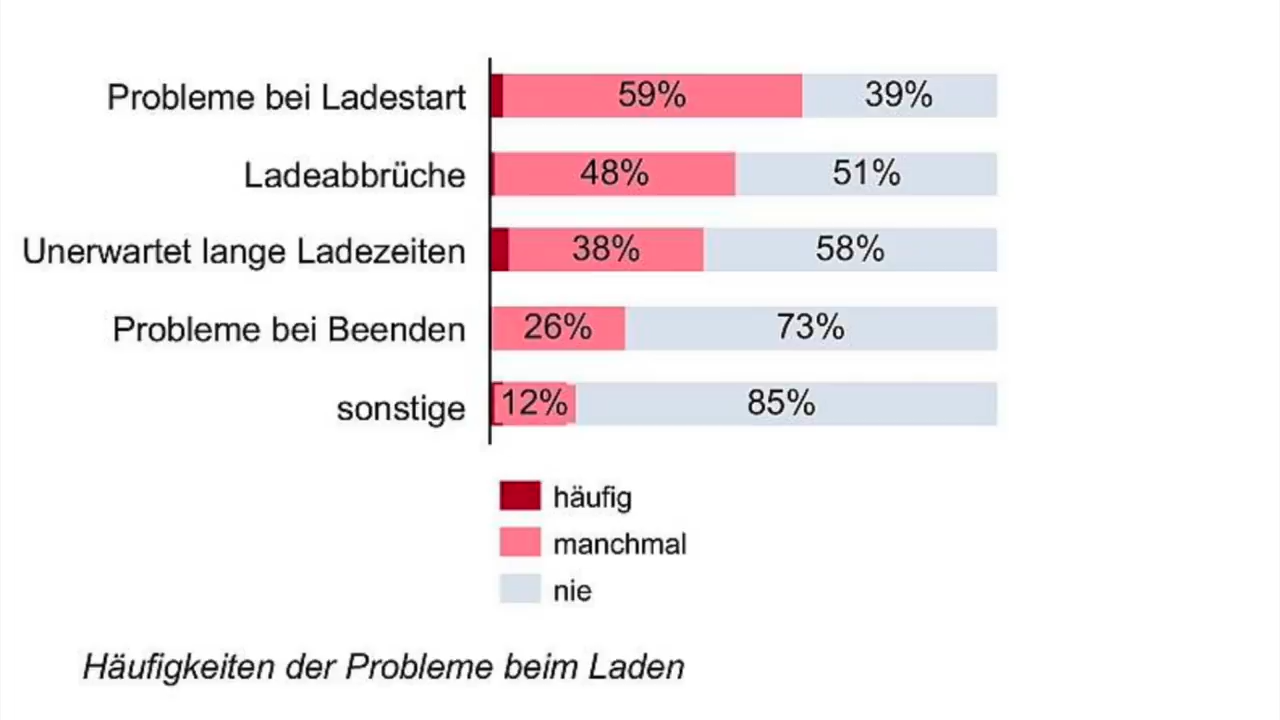 Probleme bei Ladestart 59% 39%
Ladeabbrüche 48% 51%
Unerwartet lange Ladezeiten 38% 58%
Probleme bei Beenden 26% 73%
sonstige 12% 85%
häufig
manchmal
nie
Häufigkeiten der Probleme beim Laden